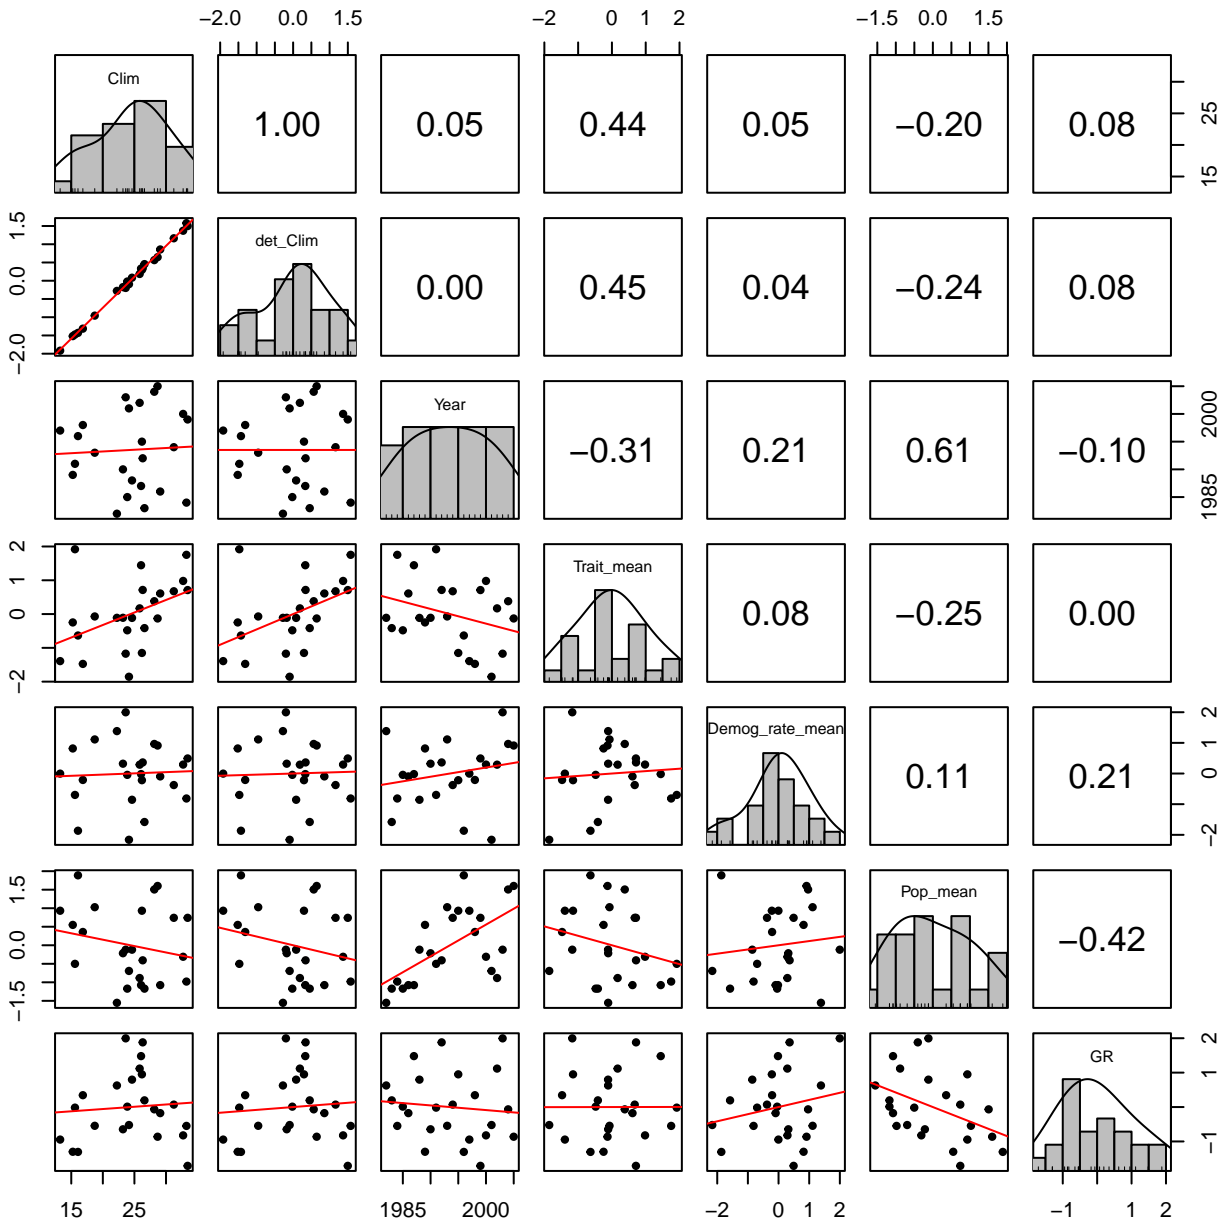 −2.0 0.0 1.5 −2 0 1 2 −1.5 0.0 1.5
Clim 1.00 0.05 0.44 0.05 −0.20 0.08 15 25
−2.0 0.0 1.5 det_Clim 0.00 0.45 0.04 −0.24 0.08
Year −0.31 0.21 0.61 −0.10 1985 2000
−2 0 1 2 Trait_mean 0.08 −0.25 0.00
Demog_rate_mean 0.11 0.21 −2 0 1 2
−1.5 0.0 1.5 Pop_mean −0.42
GR −1 1 2
15 25 1985 2000 −2 0 1 2 −1 1 2